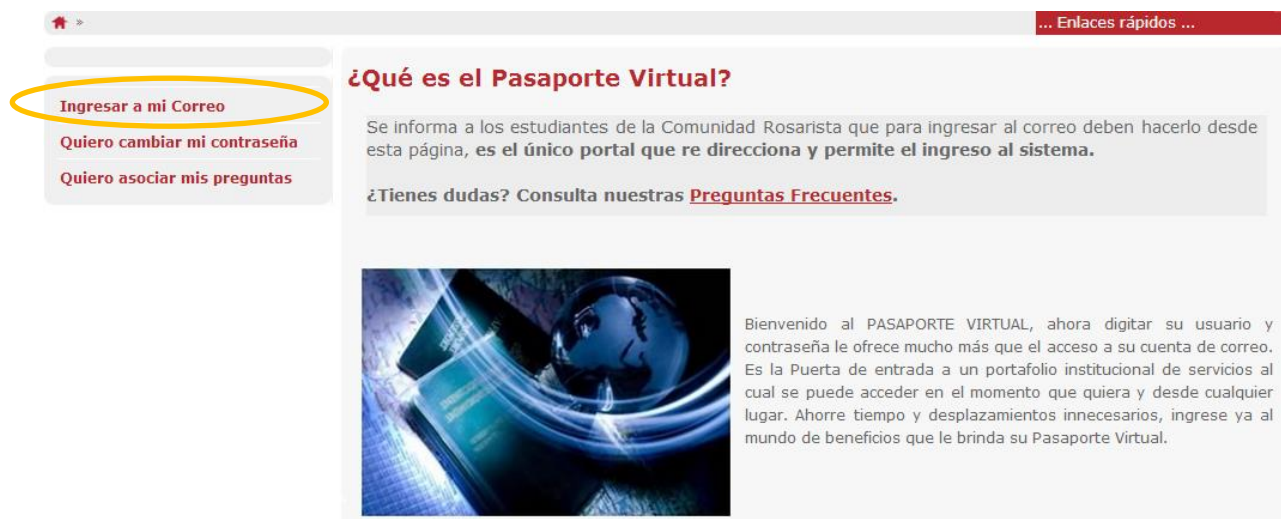 »
... Enlaces rápidos ...
Ingresar a mi Correo
Quiero cambiar mi contraseña
Quiero asociar mis preguntas
¿Qué es el Pasaporte Virtual?
Se informa a los estudiantes de la Comunidad Rosarista que para ingresar al correo deben hacerlo desde
esta página, es el único portal que re direcciona y permite el ingreso al sistema.
¿Tienes dudas? Consulta nuestras Preguntas Frecuentes.
Bienvenido al PASAPORTE VIRTUAL, ahora digitar su usuario y
contraseña le ofrece mucho más que el acceso a su cuenta de correo.
Es la Puerta de entrada a un portafolio institucional de servicios al
cual se puede acceder en el momento que quiera y desde cualquier
lugar. Ahorre tiempo y desplazamientos innecesarios, ingrese ya al
mundo de beneficios que le brinda su Pasaporte Virtual.